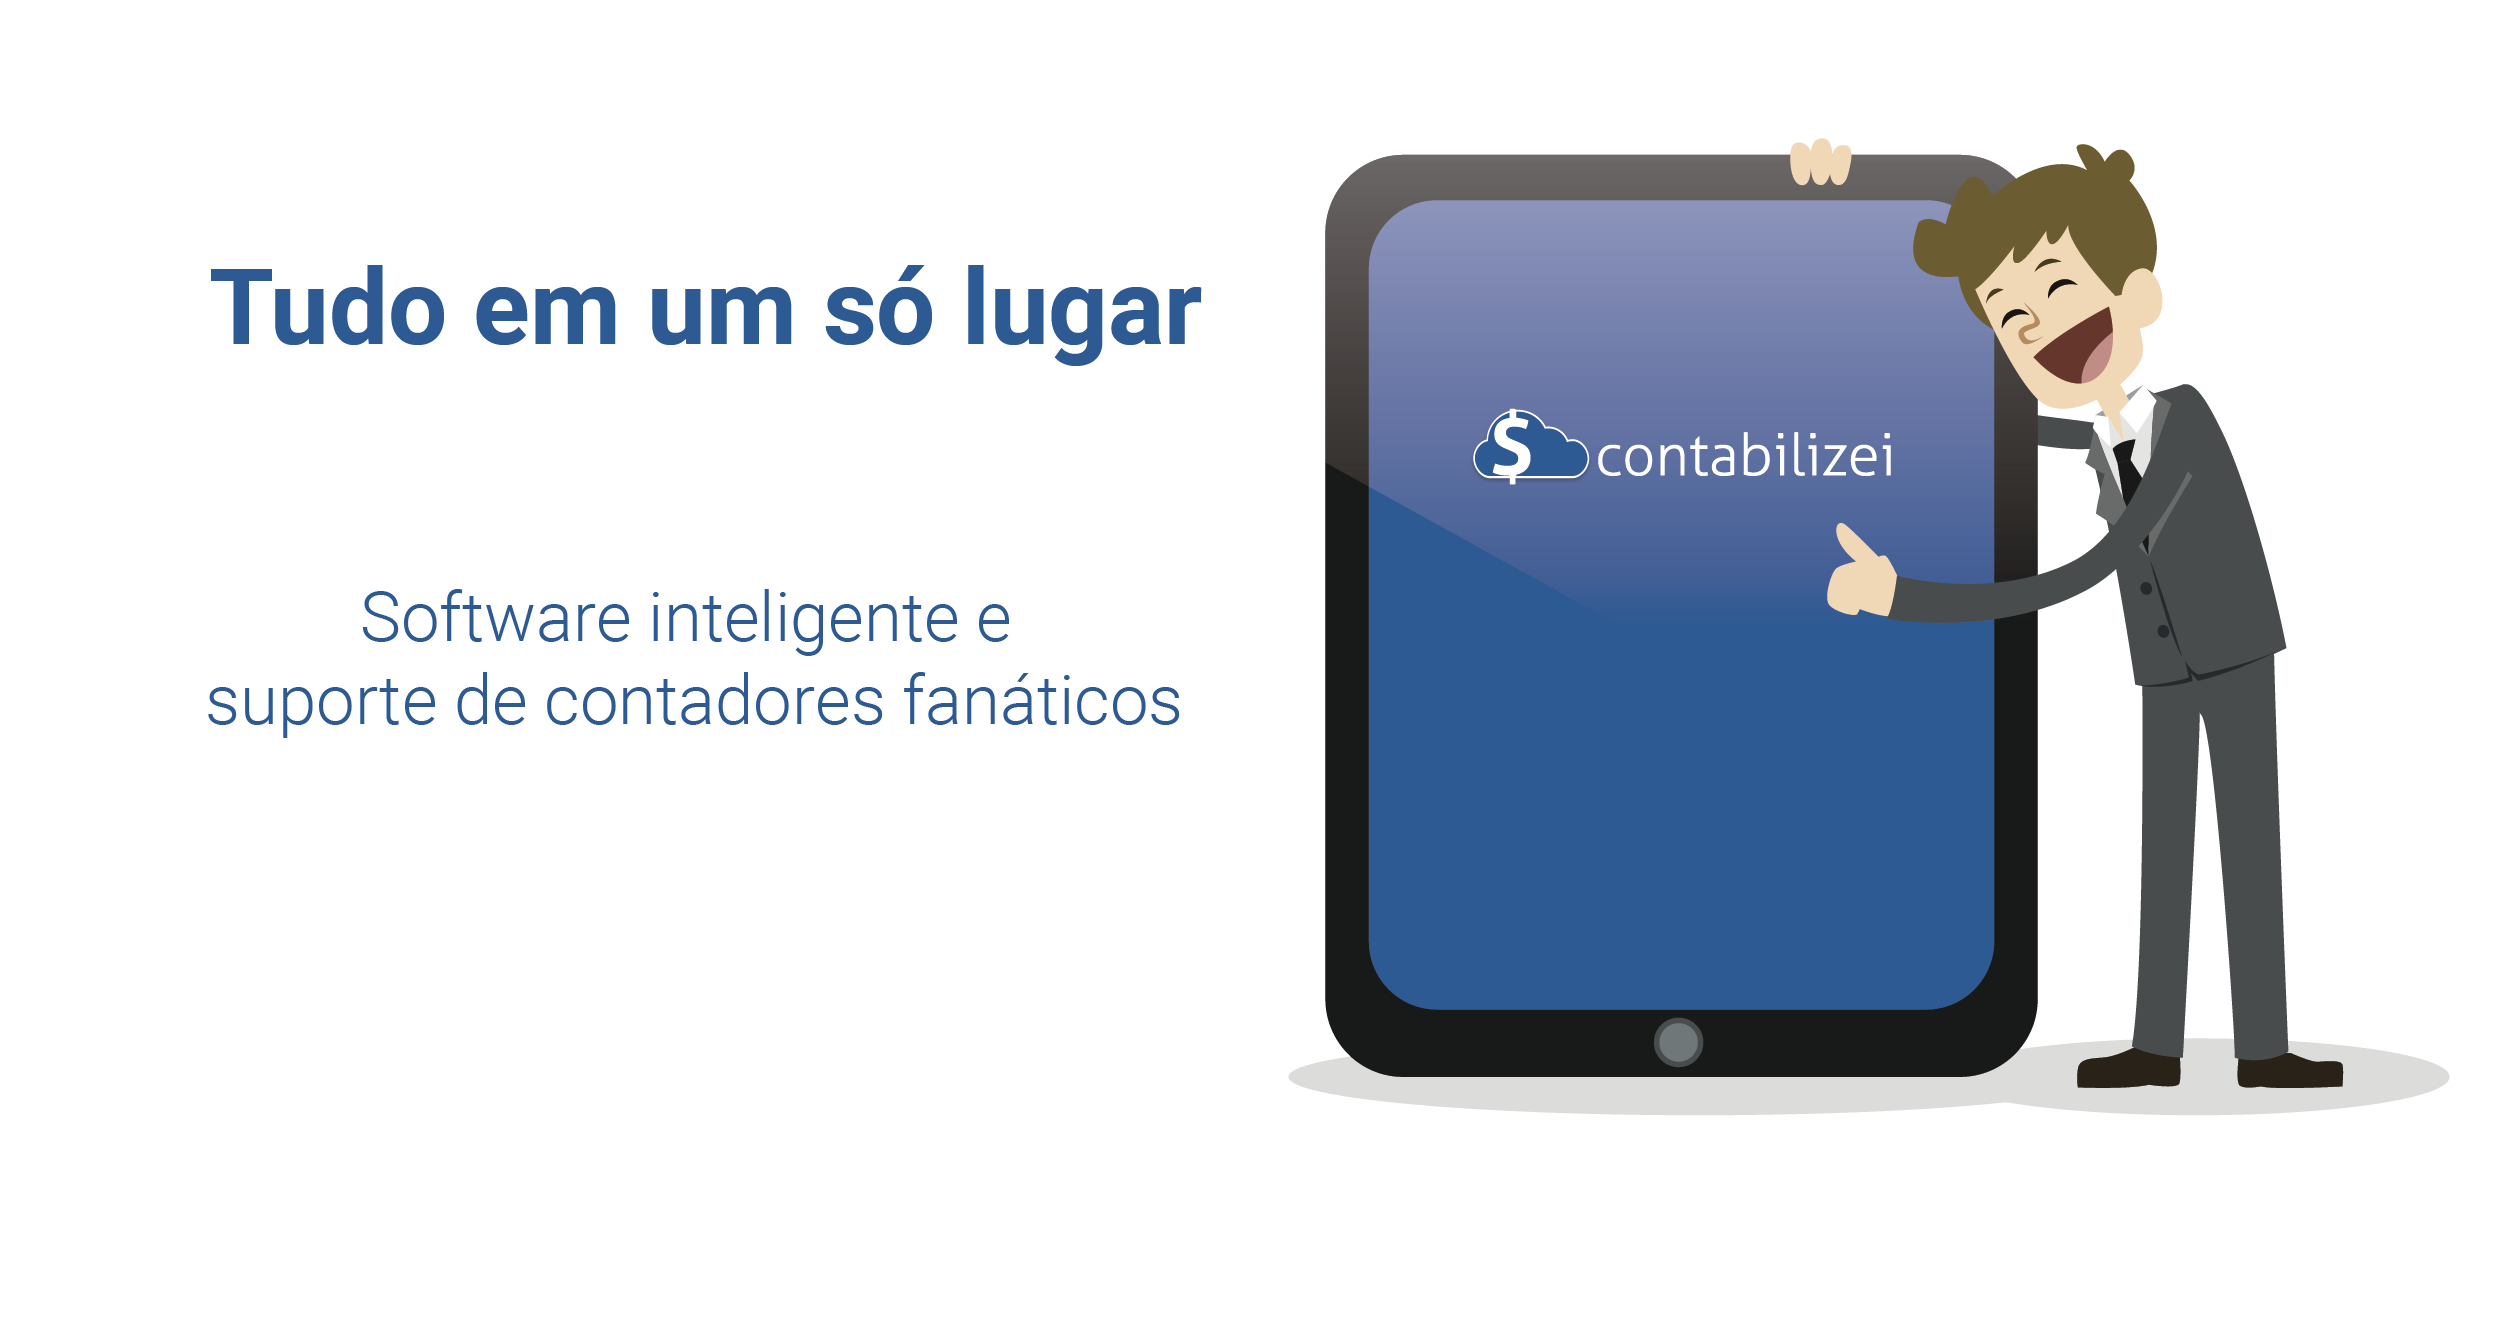 Tudo em um só lugar
Software inteligente e
suporte de contadores fanáticos
$ contabilizei